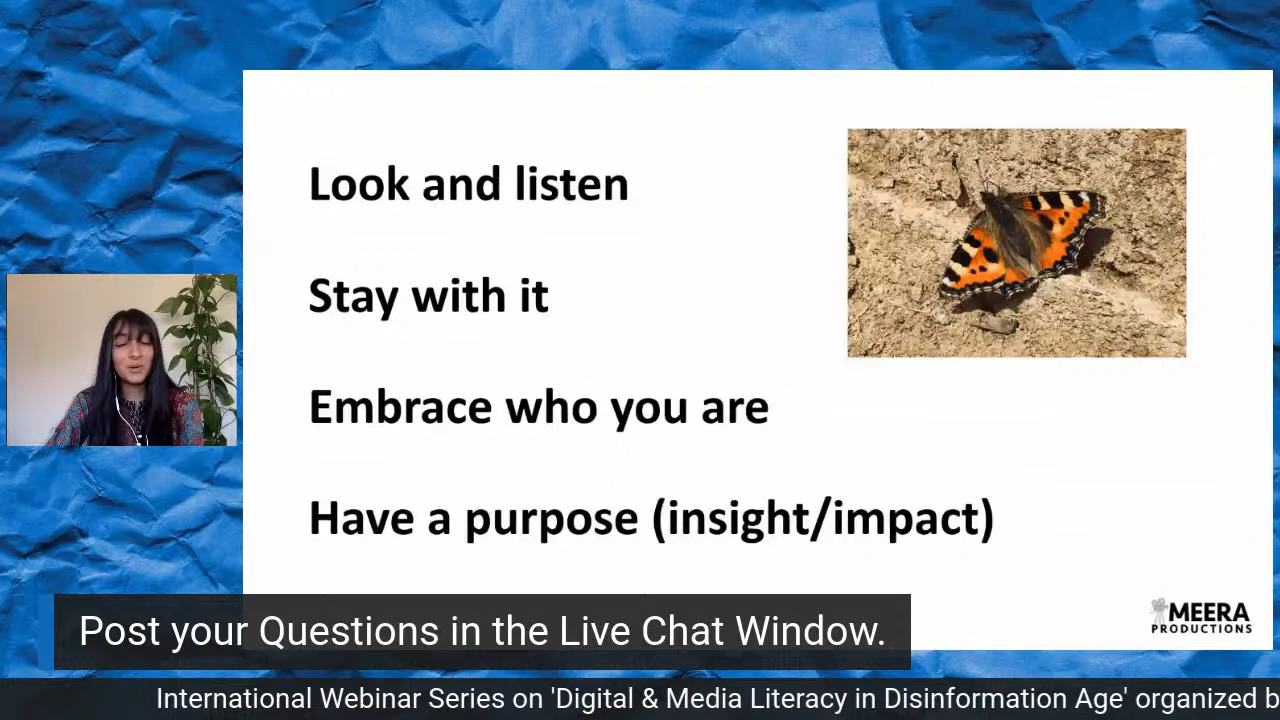 Look and listen
Stay with it
Embrace who you are
Have a purpose (insight/impact)
MEERA
PRODUCTIONS
Post your Questions in the Live Chat Window.
International Webinar Series on 'Digital & Media Literacy in Disinformation Age' organized b